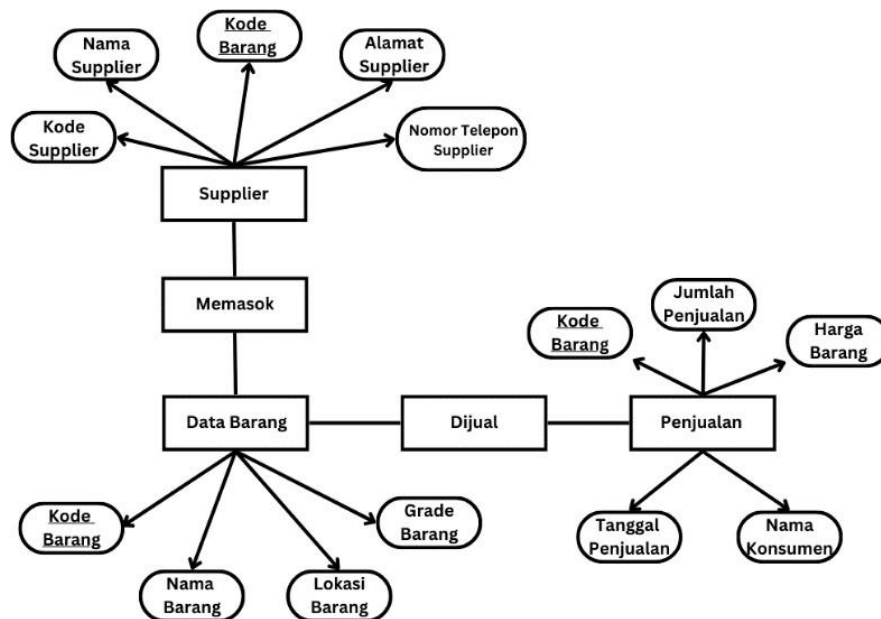 Nama
Supplier
Kode
Barang
Alamat
Supplier
Kode
Supplier
Nomor Telepon
Supplier
Supplier
Memasok
Jumlah
Penjualan
Kode
Barang
Harga
Barang
Data Barang
Dijual
Penjualan
Kode
Barang
Grade
Barang
Tanggal
Penjualan
Nama
Konsumen
Nama
Barang
Lokasi
Barang